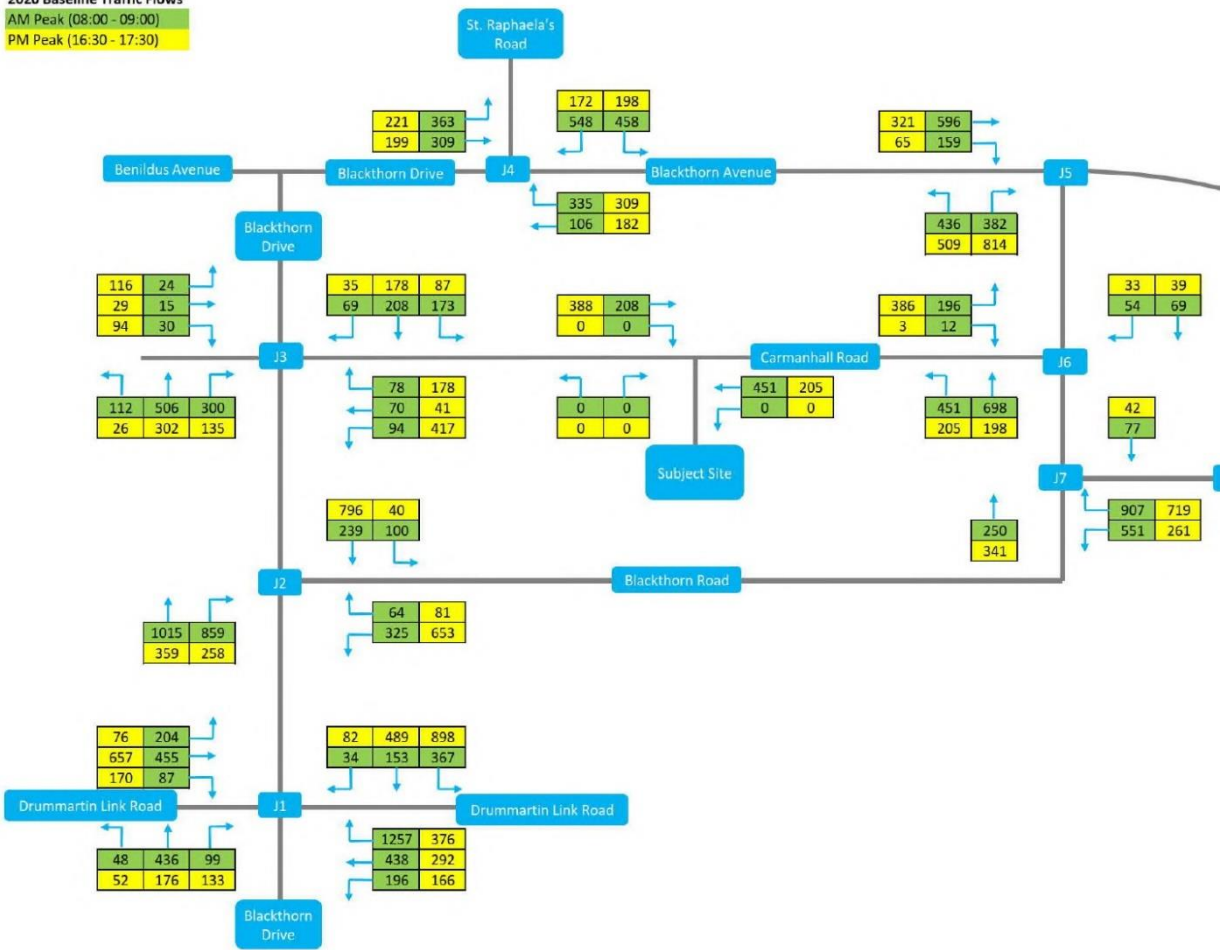 2020 Baseline Traffic Flows
AM Peak (08:00 - 09:00)
PM Peak (16:30 - 17:30)
St. Raphaela's
Road
172 198
548 458
221 363
199 309
321 596
65 159
Benildus Avenue
Blackthorn Drive
J4
Blackthorn Avenue
J5
335 309
106 182
436 382
509 814
Blackthorn
Drive
116 24
29 15
94 30
35 178 87
69 208 173
388 208
0 0
386 196
3 12
33 39
54 69
J3
Carmanhall Road
J6
112 506 300
26 302 135
78 178
70 41
94 417
0 0
0 0
451 205
0 0
451 698
205 198
42
77
Subject Site
J7
796 40
239 100
250
341
907 719
551 261
J2
Blackthorn Road
1015 859
359 258
64 81
325 653
76 204
657 455
170 87
82 489 898
34 153 367
Drummartin Link Road
J1
Drummartin Link Road
48 436 99
52 176 133
1257 376
438 292
196 166
Blackthorn
Drive